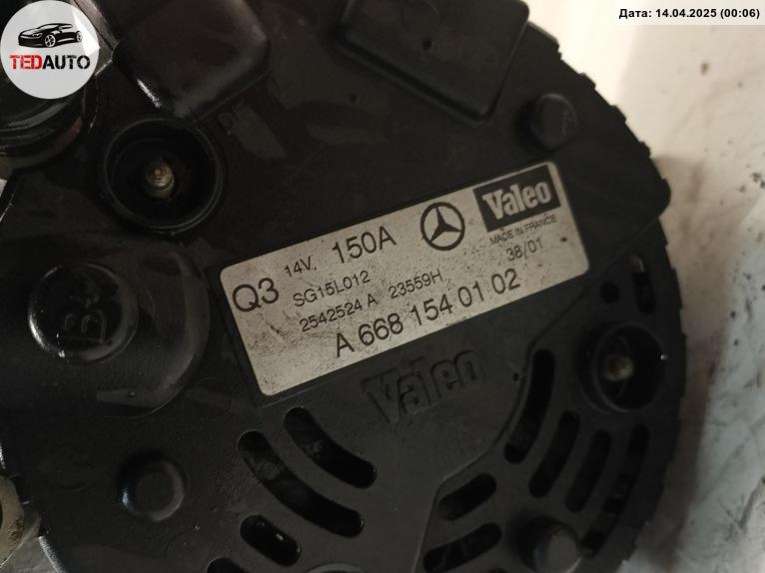 TEDAUTO
Дата: 14.04.2025 (00:06)
Valeo
MADE IN FRANCE
Q3 14V. 150A 38/01
SG15L012
2542524 A 23559H
A 668 154 01 02
Valeo
B+